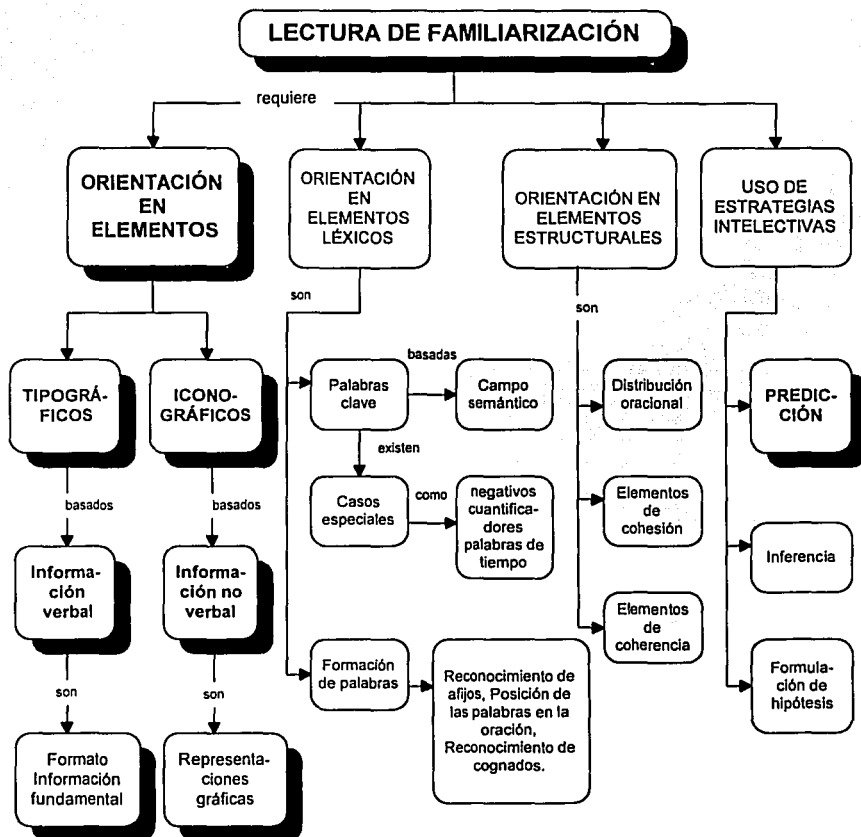 LECTURA DE FAMILIARIZACIÓN
requiere
ORIENTACIÓN
EN
ELEMENTOS
ORIENTACIÓN
EN
ELEMENTOS
LÉXICOS
ORIENTACIÓN EN
ELEMENTOS
ESTRUCTURALES
USO DE
ESTRATEGIAS
INTELECTIVAS
son
son
TIPOGRÁ-
FICOS
ICONO-
GRÁFICOS
Palabras
clave
basadas
Campo
semántico
Distribución
oracional
PREDIC-
CIÓN
existen
basados
basados
Casos
especiales
como
negativos
cuantifica-
dores
palabras de
tiempo
Elementos
de
cohesión
Informa-
ción
verbal
Informa-
ción no
verbal
Inferencia
Elementos
de
coherencia
Formación
de palabras
Reconocimiento de
afijos, Posición de
las palabras en la
oración,
Reconocimiento de
cognados.
Formula-
ción de
hipótesis
son
son
Formato
Información
fundamental
Representa-
ciones
gráficas